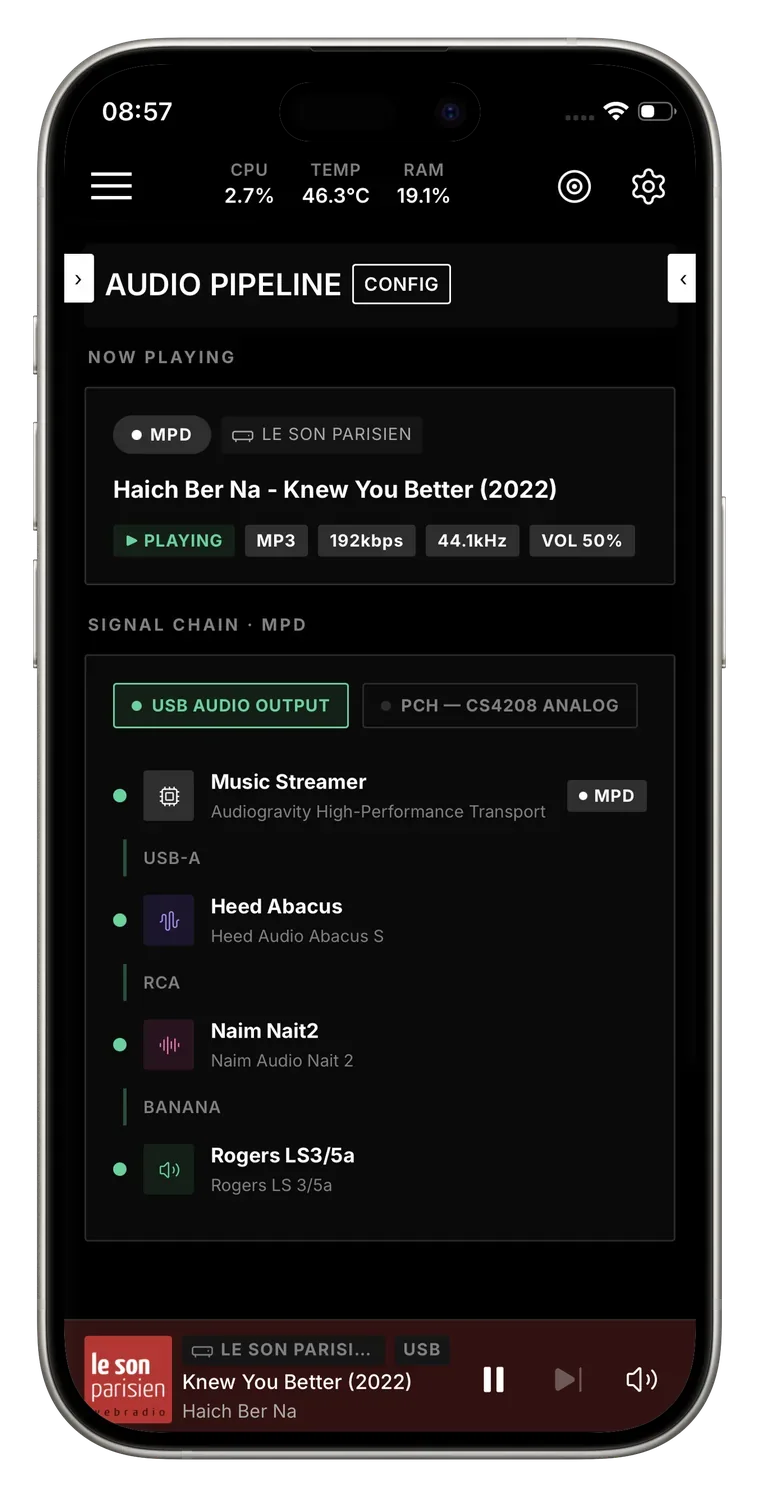 08:57
CPU TEMP RAM
2.7% 46.3°C 19.1%
AUDIO PIPELINE CONFIG
NOW PLAYING
MPD LE SON PARISIEN
Haich Ber Na - Knew You Better (2022)
PLAYING MP3 192kbps 44.1kHz VOL 50%
SIGNAL CHAIN · MPD
USB AUDIO OUTPUT PCH — CS4208 ANALOG
Music Streamer
Audiogravity High-Performance Transport
MPD
USB-A
Heed Abacus
Heed Audio Abacus S
RCA
Naim Nait2
Naim Audio Nait 2
BANANA
Rogers LS3/5a
Rogers LS 3/5a
le son
parisien
webradio
LE SON PARISI... USB
Knew You Better (2022)
Haich Ber Na